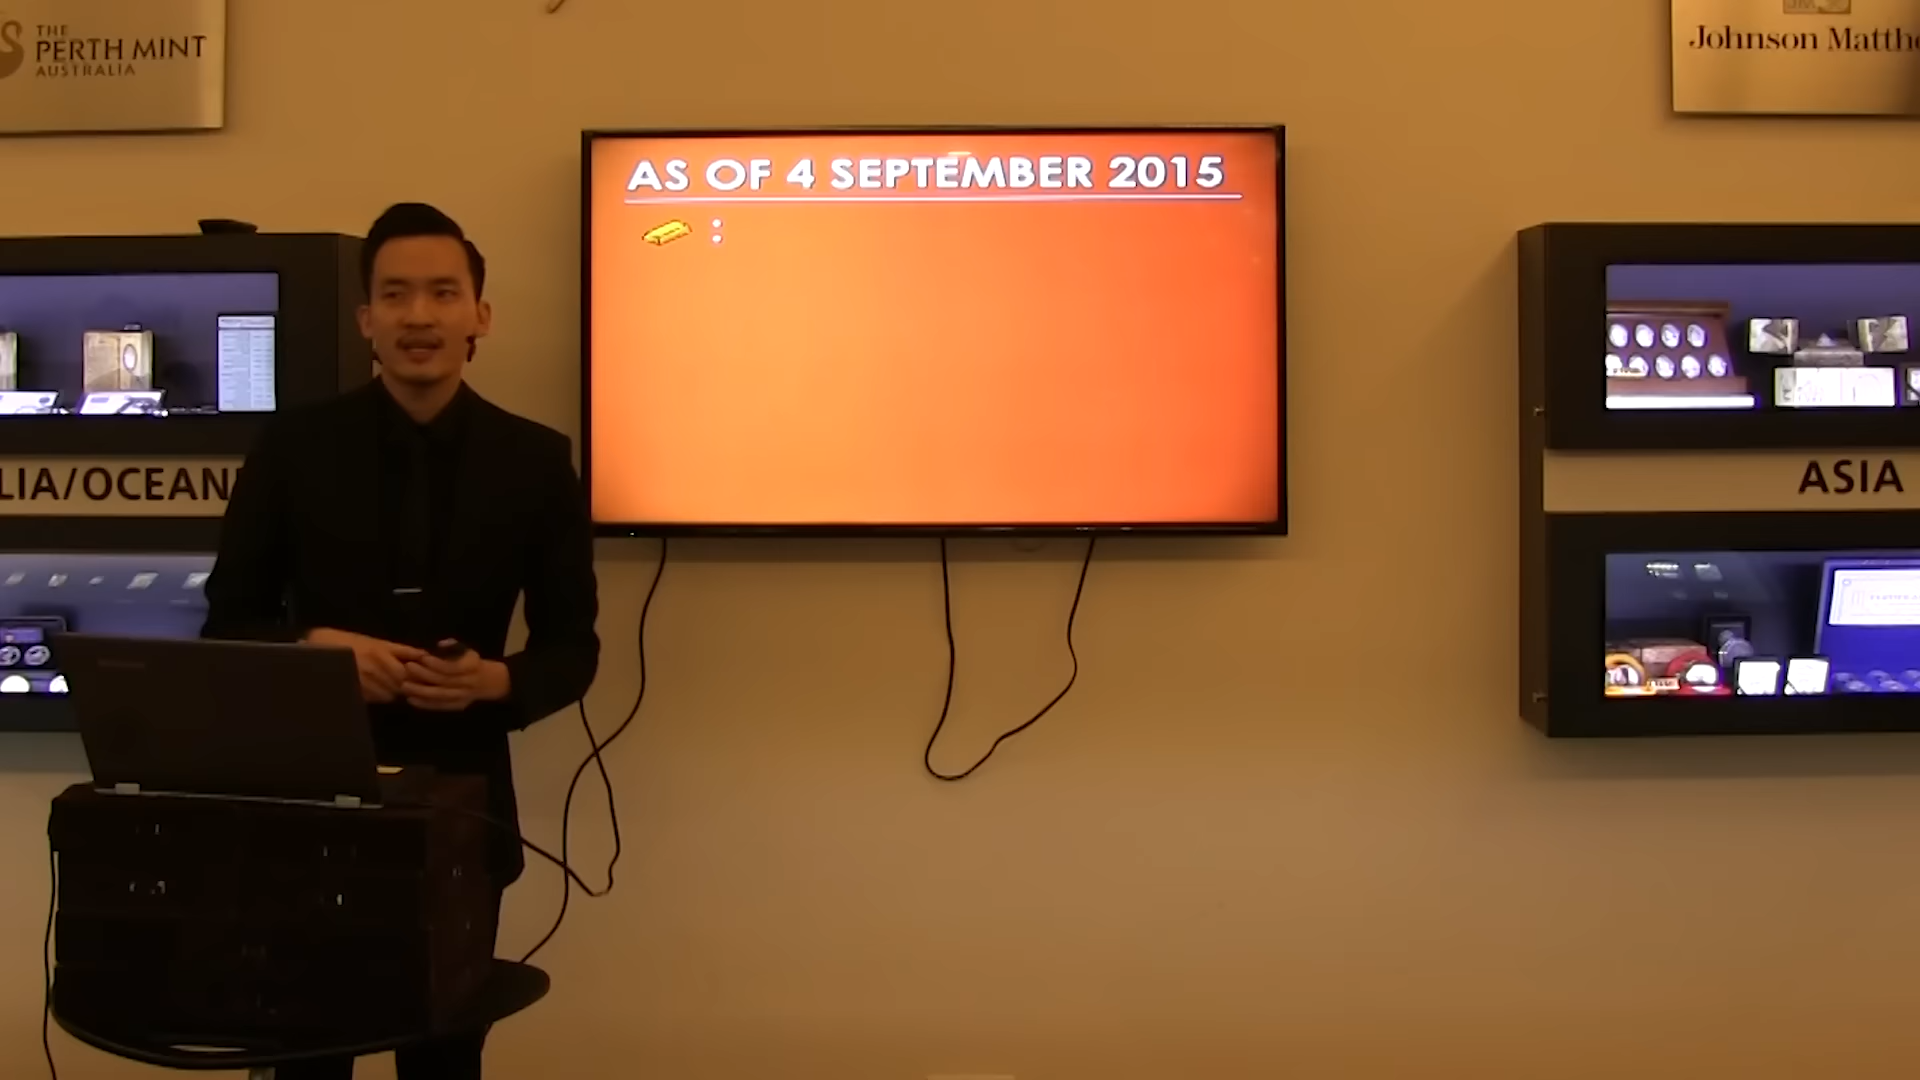 THE
PERTH MINT
AUSTRALIA
Johnson Matthe
AS OF 4 SEPTEMBER 2015
:
LIA/OCEAN
ASIA